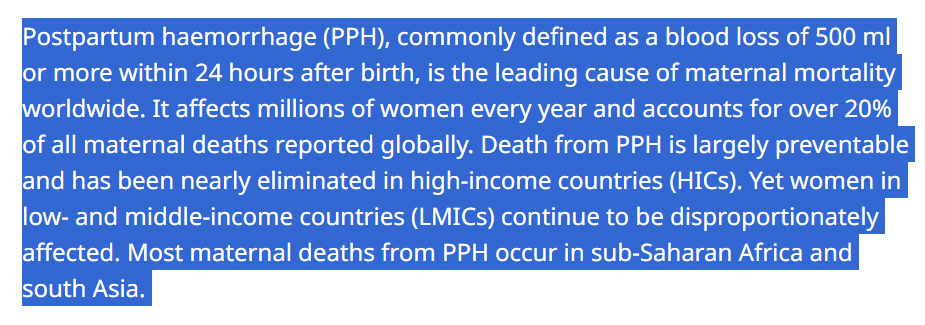 Postpartum haemorrhage (PPH), commonly defined as a blood loss of 500 ml
or more within 24 hours after birth, is the leading cause of maternal mortality
worldwide. It affects millions of women every year and accounts for over 20%
of all maternal deaths reported globally. Death from PPH is largely preventable
and has been nearly eliminated in high-income countries (HICs). Yet women in
low- and middle-income countries (LMICs) continue to be disproportionately
affected. Most maternal deaths from PPH occur in sub-Saharan Africa and
south Asia.